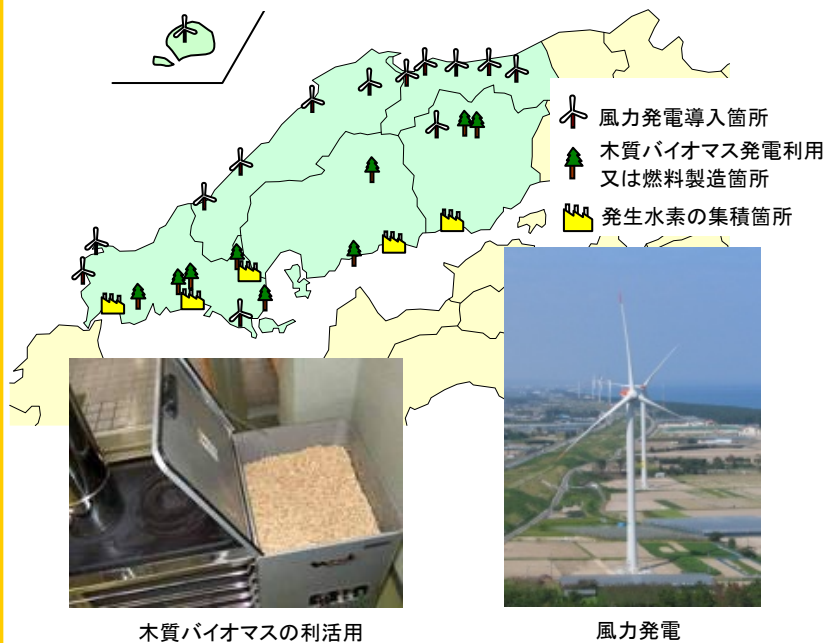 風力発電導入箇所
木質バイオマス発電利用
又は燃料製造箇所
発生水素の集積箇所
木質バイオマスの利活用
風力発電